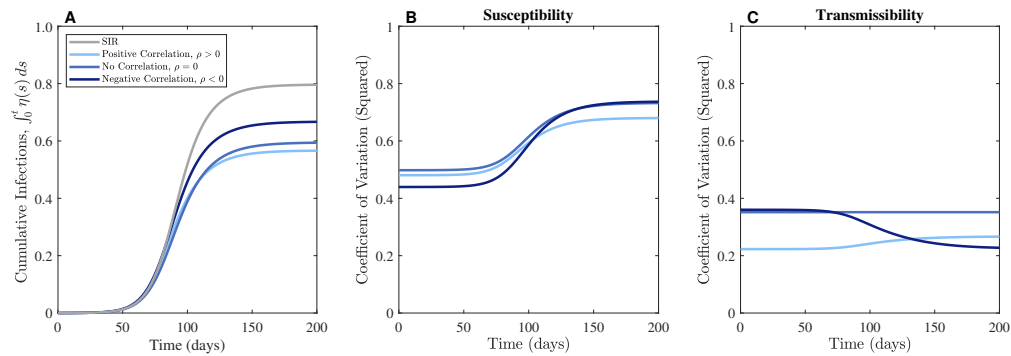 A
Cumulative Infections, ∫₀ᵗ η(s) ds
1.0
0.8
0.6
0.4
0.2
0
SIR
Positive Correlation, ρ > 0
No Correlation, ρ = 0
Negative Correlation, ρ < 0
0 50 100 150 200
Time (days)
B
Susceptibility
Coefficient of Variation (Squared)
1
0.8
0.6
0.4
0.2
0
0 50 100 150 200
Time (days)
C
Transmissibility
Coefficient of Variation (Squared)
1
0.8
0.6
0.4
0.2
0
0 50 100 150 200
Time (days)